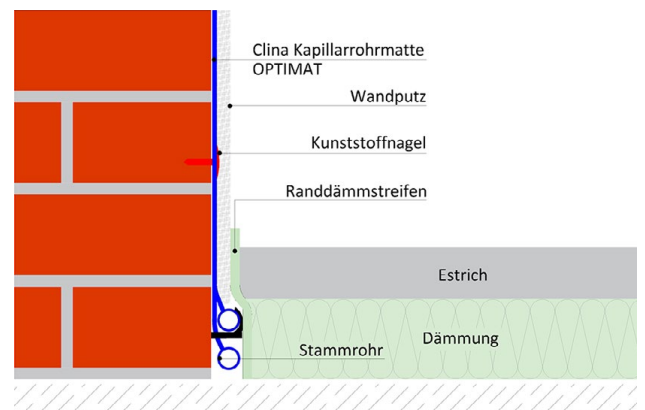 Clina Kapillarrohrmatte
OPTIMAT
Wandputz
Kunststoffnagel
Randdämmstreifen
Estrich
Dämmung
Stammrohr